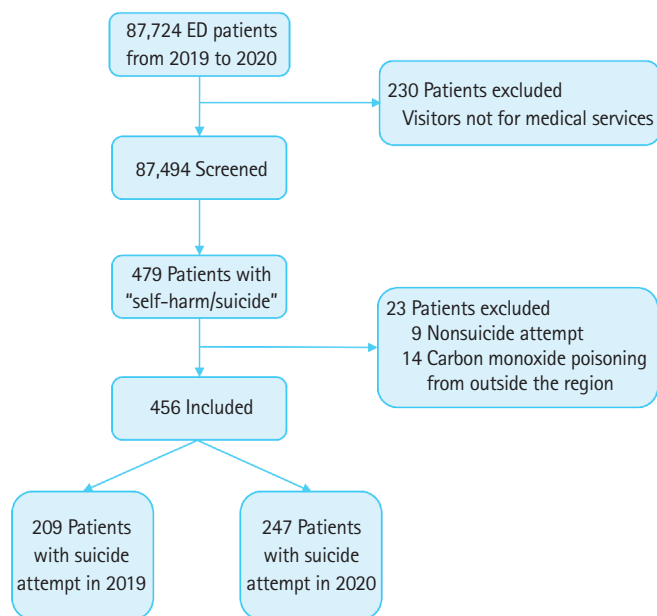 87,724 ED patients
from 2019 to 2020
230 Patients excluded
Visitors not for medical services
87,494 Screened
479 Patients with
“self-harm/suicide”
23 Patients excluded
9 Nonsuicide attempt
14 Carbon monoxide poisoning
from outside the region
456 Included
209 Patients
with suicide
attempt in 2019
247 Patients
with suicide
attempt in 2020